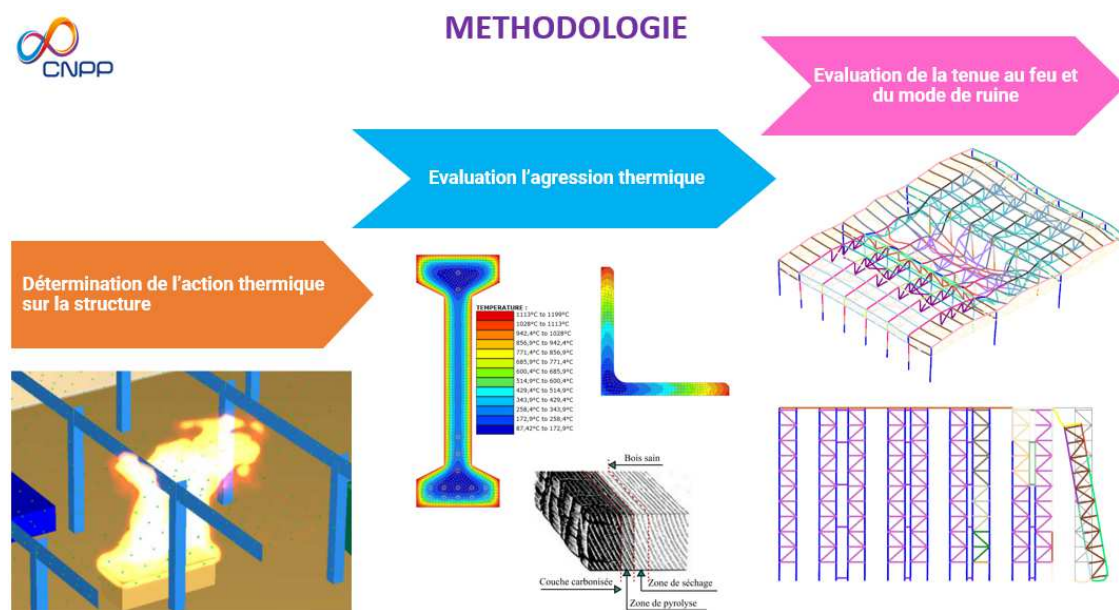 METHODOLOGIE
CNPP
Evaluation de la tenue au feu et
du mode de ruine
Evaluation l'agression thermique
Détermination de l'action thermique
sur la structure
TEMPERATURE :
1113°C to 1199°C
1028°C to 1113°C
942,4°C to 1028°C
856,9°C to 942,4°C
771,4°C to 856,9°C
685,9°C to 771,4°C
600,4°C to 685,9°C
514,9°C to 600,4°C
429,4°C to 514,9°C
343,9°C to 429,4°C
258,4°C to 343,9°C
172,9°C to 258,4°C
87,42°C to 172,9°C
Bois sain
Couche carbonisée
Zone de séchage
Zone de pyrolyse